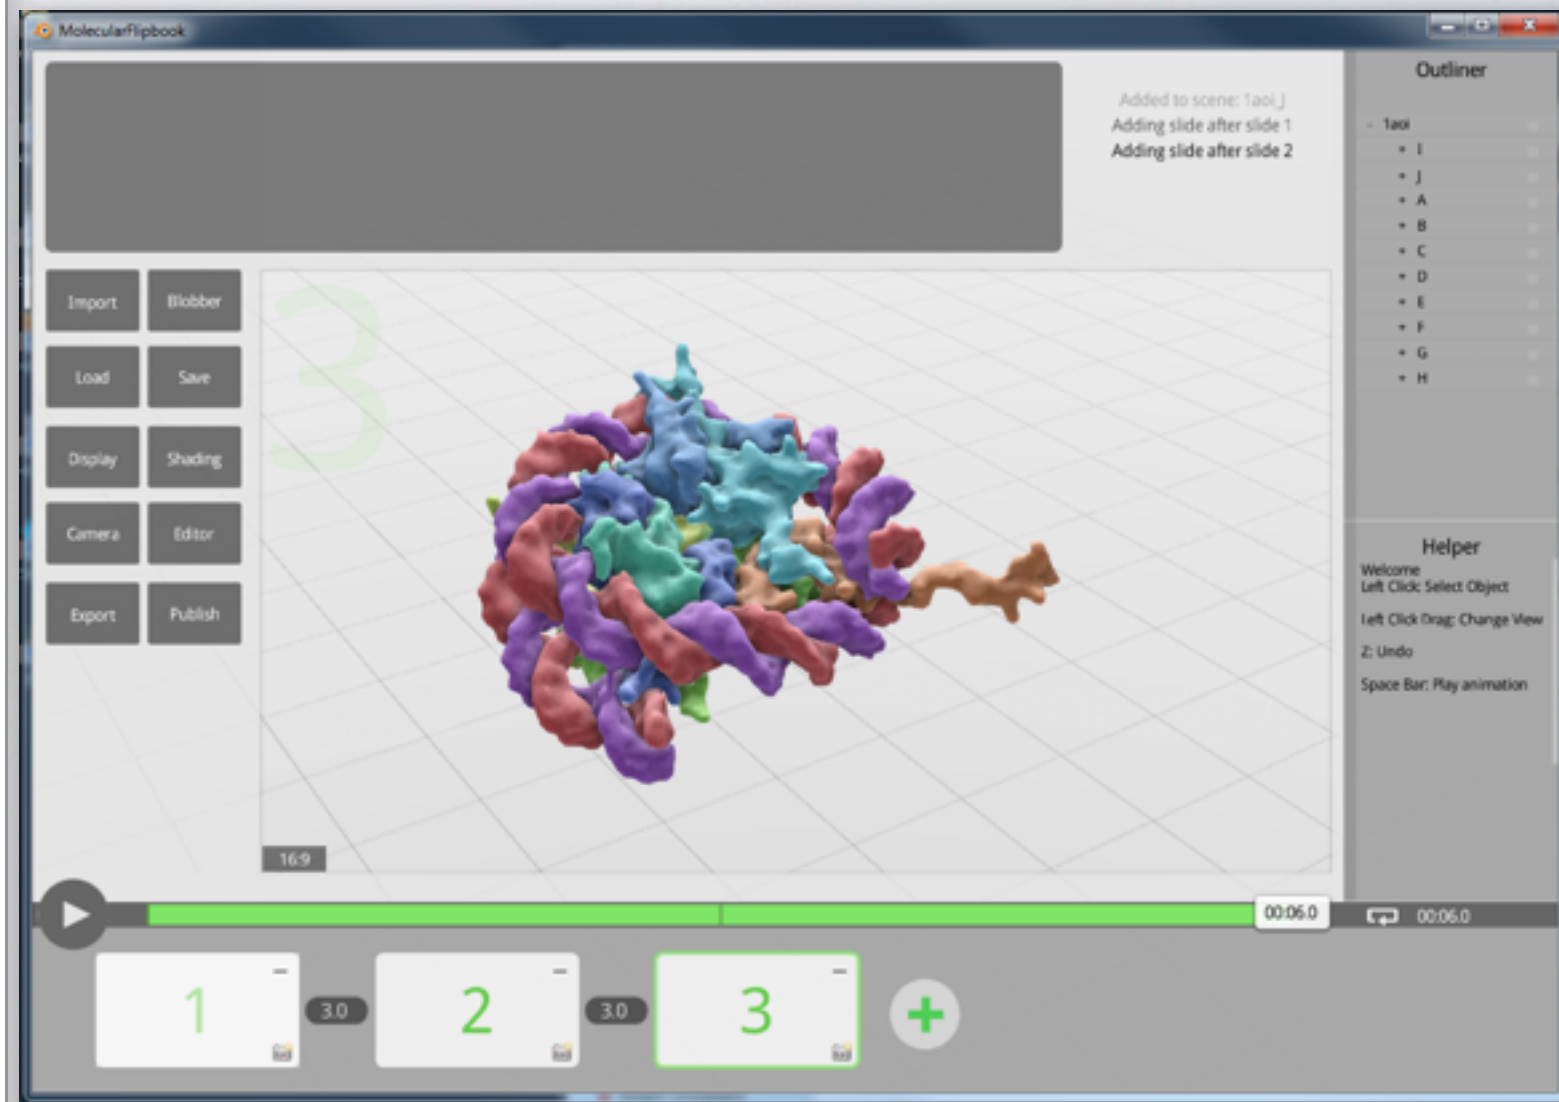 MolecularFlipbook
Added to scene: 1aoi_J
Adding slide after slide 1
Adding slide after slide 2
Import
Blobber
Load
Save
Display
Shading
Camera
Editor
Export
Publish
3
16:9
Outliner
- 1aoi
+ I
+ J
+ A
+ B
+ C
+ D
+ E
+ F
+ G
+ H
Helper
Welcome
Left Click: Select Object
Left Click Drag: Change View
Z: Undo
Space Bar: Play animation
00:06.0
00:06.0
1
3.0
2
3.0
3